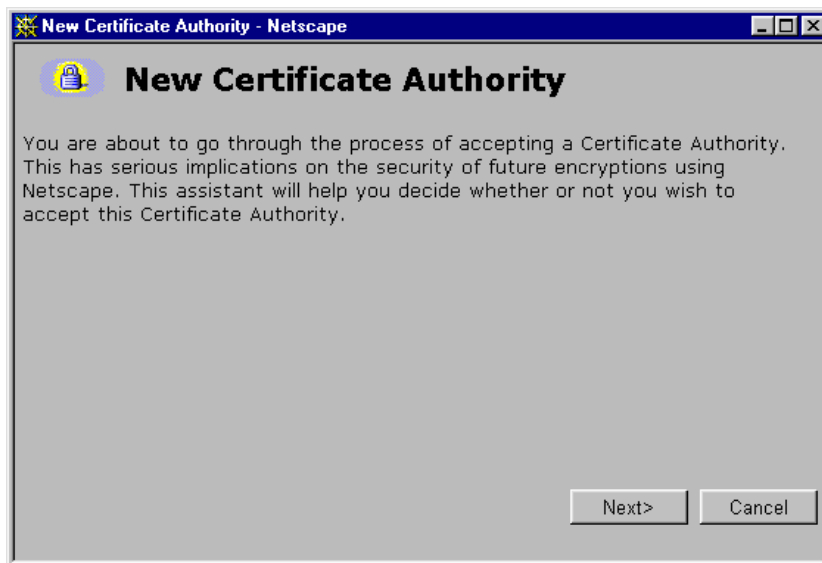 New Certificate Authority - Netscape
New Certificate Authority
You are about to go through the process of accepting a Certificate Authority.
This has serious implications on the security of future encryptions using
Netscape. This assistant will help you decide whether or not you wish to
accept this Certificate Authority.
Next> Cancel